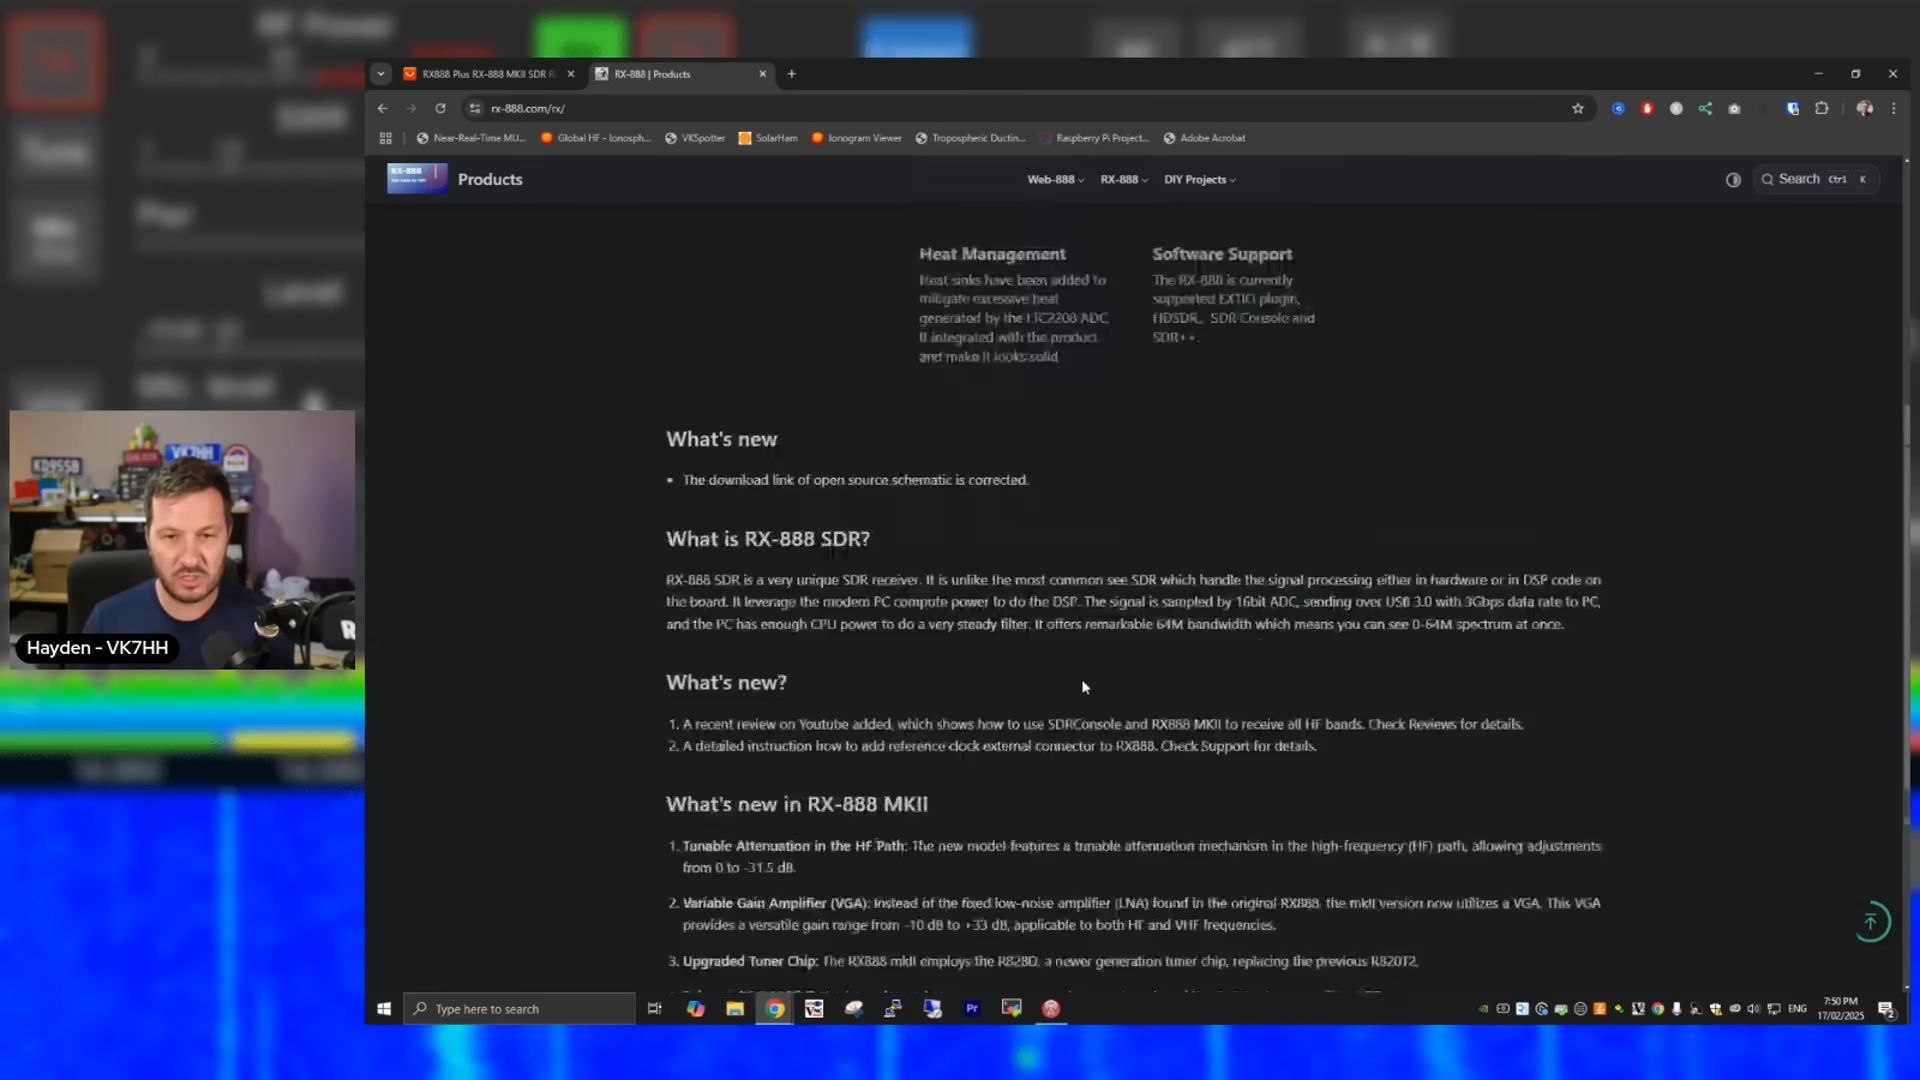 RF Power
SWR
Tune
Par
Mic
Level
Mic. level
RX888 Plus RX-888 MKII SDR R
RX-888 | Products
rx-888.com/rx/
Near-Real-Time MU...
Global HF - Ionosph...
VKSpotter
SolarHam
Ionogram Viewer
Tropospheric Ductin...
Raspberry Pi Project...
Adobe Acrobat
RX-888
Products
Web-888
RX-888
DIY Projects
Search
Ctrl
K
Heat Management
Heat sinks have been added to
mitigate excessive heat
generated by the LTC2208 ADC.
It integrated with the product
and make it looks solid
Software Support
The RX-888 is currently
supported EXTIO plugin,
HDSDR, SDR Console and
SDR++.
What's new
• The download link of open source schematic is corrected.
What is RX-888 SDR?
RX-888 SDR is a very unique SDR receiver. It is unlike the most common see SDR which handle the signal processing either in hardware or in DSP code on
the board. It leverage the modern PC compute power to do the DSP. The signal is sampled by 16bit ADC, sending over USB 3.0 with 3Gbps data rate to PC,
and the PC has enough CPU power to do a very steady filter. It offers remarkable 64M bandwidth which means you can see 0-64M spectrum at once.
What's new?
1. A recent review on Youtube added, which shows how to use SDRConsole and RX888 MKII to receive all HF bands. Check Reviews for details.
2. A detailed instruction how to add reference clock external connector to RX888. Check Support for details.
What's new in RX-888 MKII
1. Tunable Attenuation in the HF Path: The new model features a tunable attenuation mechanism in the high-frequency (HF) path, allowing adjustments
from 0 to -31.5 dB.
2. Variable Gain Amplifier (VGA): Instead of the fixed low-noise amplifier (LNA) found in the original RX888, the mkII version now utilizes a VGA. This VGA
provides a versatile gain range from -10 dB to +33 dB, applicable to both HF and VHF frequencies.
3. Upgraded Tuner Chip: The RX888 mkII employs the R828D, a newer generation tuner chip, replacing the previous R820T2.
KD9SSB
VK7HH
Hayden - VK7HH
Type here to search
Pr
ENG
7:50 PM
17/02/2025
2